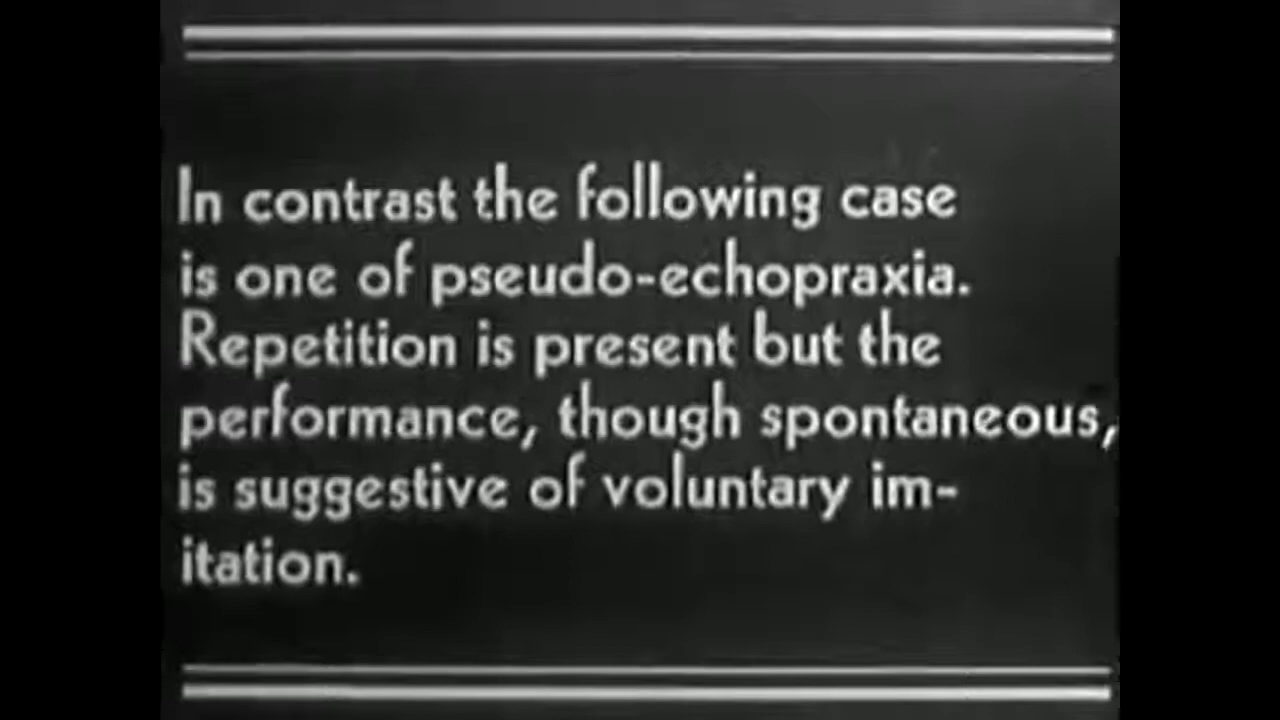 In contrast the following case
is one of pseudo-echopraxia.
Repetition is present but the
performance, though spontaneous,
is suggestive of voluntary im-
itation.